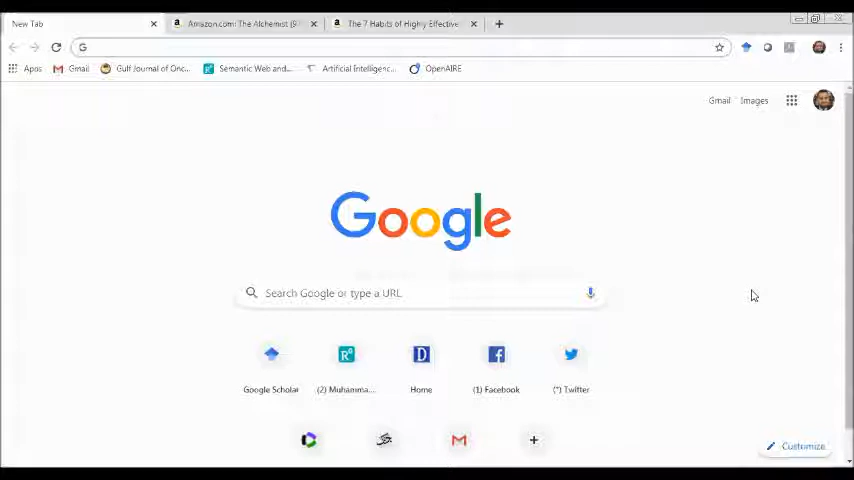 New Tab
Amazon.com: The Alchemist (9
The 7 Habits of Highly Effective
G
Apps
Gmail
Gulf Journal of Onc...
Semantic Web and...
Artificial Intelligenc...
OpenAIRE
Gmail Images
Google
Search Google or type a URL
Google Scholar
(2) Muhamma...
Home
(1) Facebook
(*) Twitter
Customize